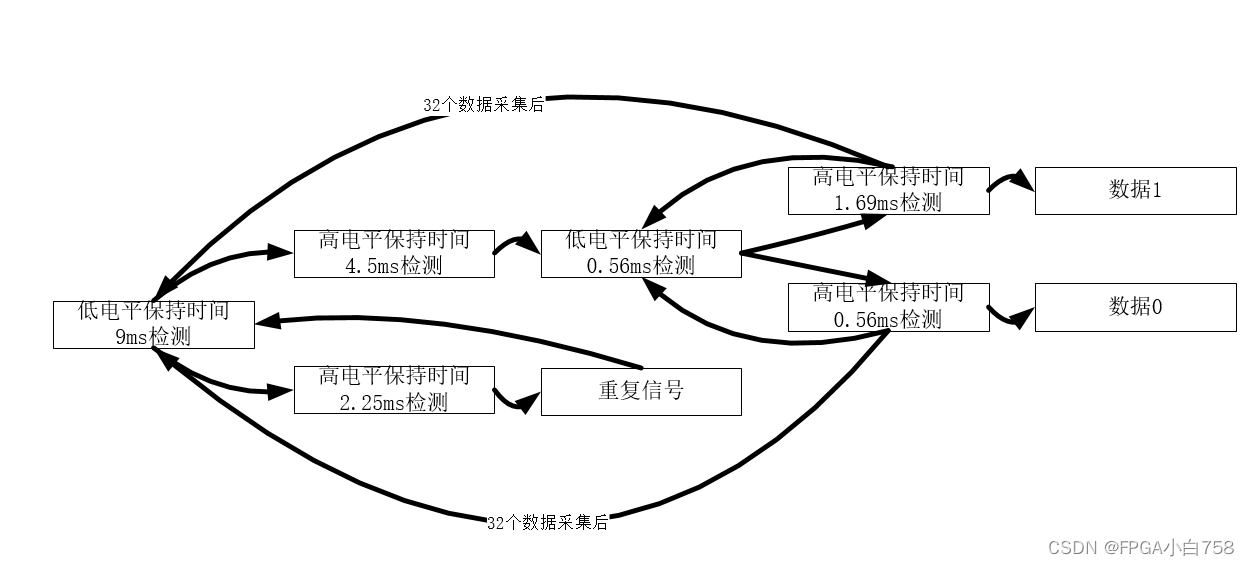 32个数据采集后
高电平保持时间
1.69ms检测
数据1
高电平保持时间
4.5ms检测
低电平保持时间
0.56ms检测
高电平保持时间
0.56ms检测
数据0
低电平保持时间
9ms检测
高电平保持时间
2.25ms检测
重复信号
32个数据采集后
CSDN @FPGA小白758